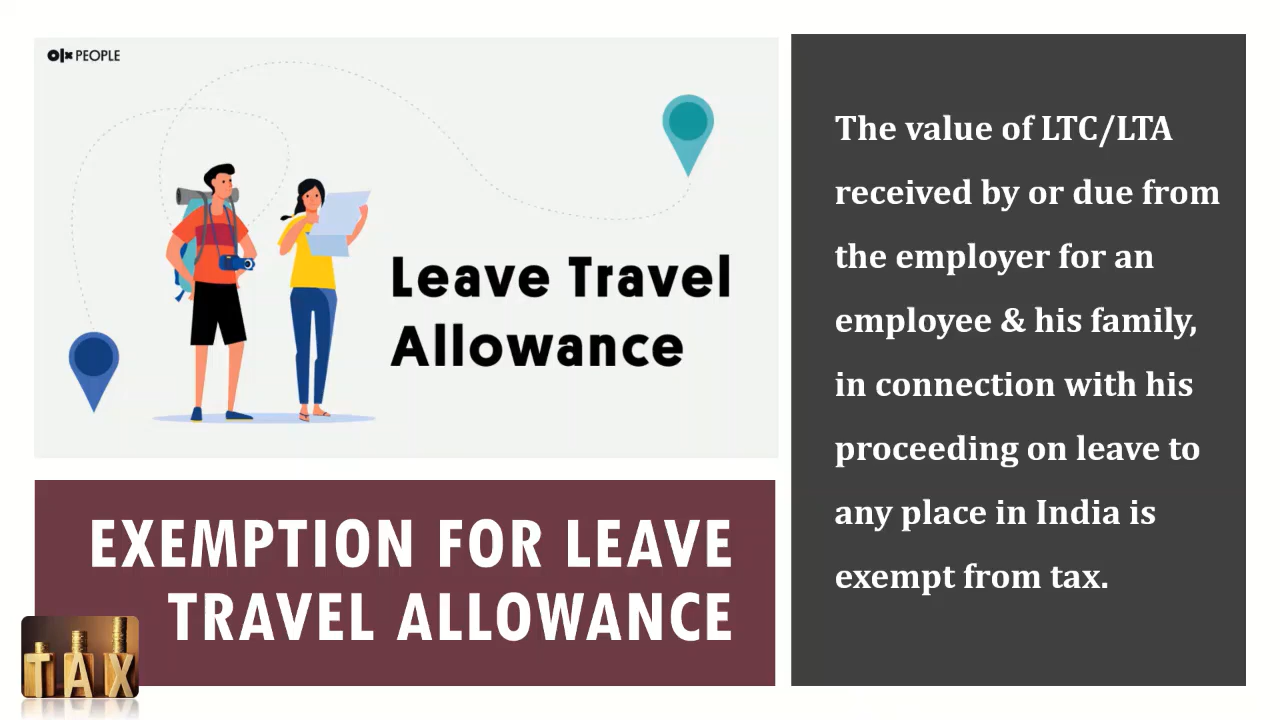 olx PEOPLE
Leave Travel
Allowance
EXEMPTION FOR LEAVE
TRAVEL ALLOWANCE
TAX
The value of LTC/LTA
received by or due from
the employer for an
employee & his family,
in connection with his
proceeding on leave to
any place in India is
exempt from tax.